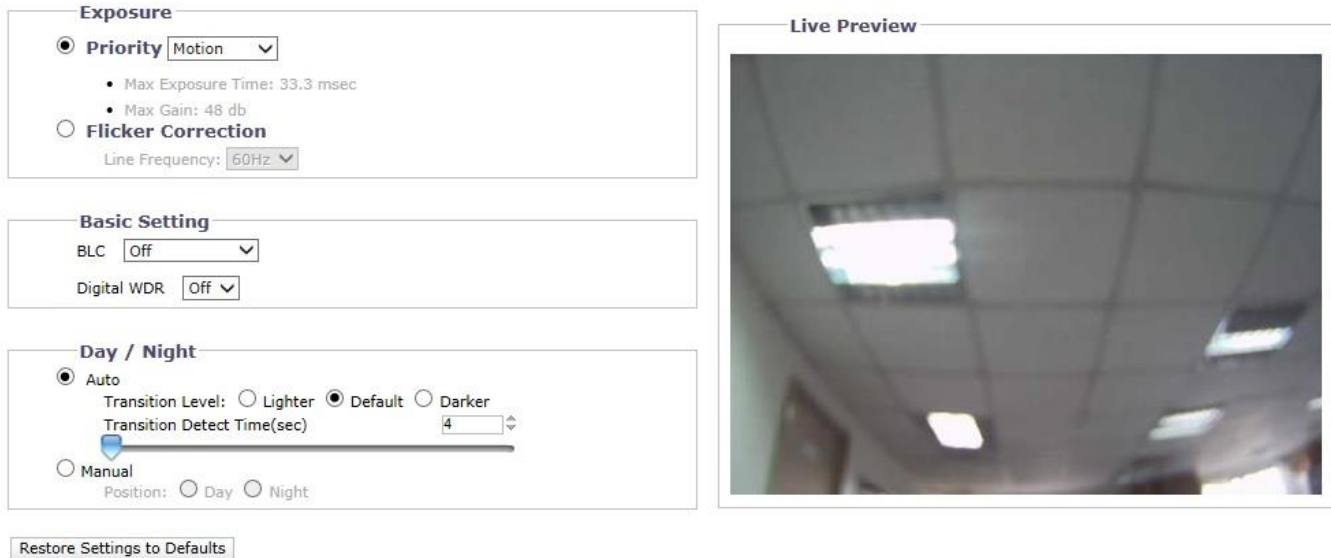 Exposure
Priority Motion
• Max Exposure Time: 33.3 msec
• Max Gain: 48 db
Flicker Correction
Line Frequency: 60Hz
Basic Setting
BLC Off
Digital WDR Off
Day / Night
Auto
Transition Level: Lighter Default Darker
Transition Detect Time(sec) 4
Manual
Position: Day Night
Restore Settings to Defaults
Live Preview